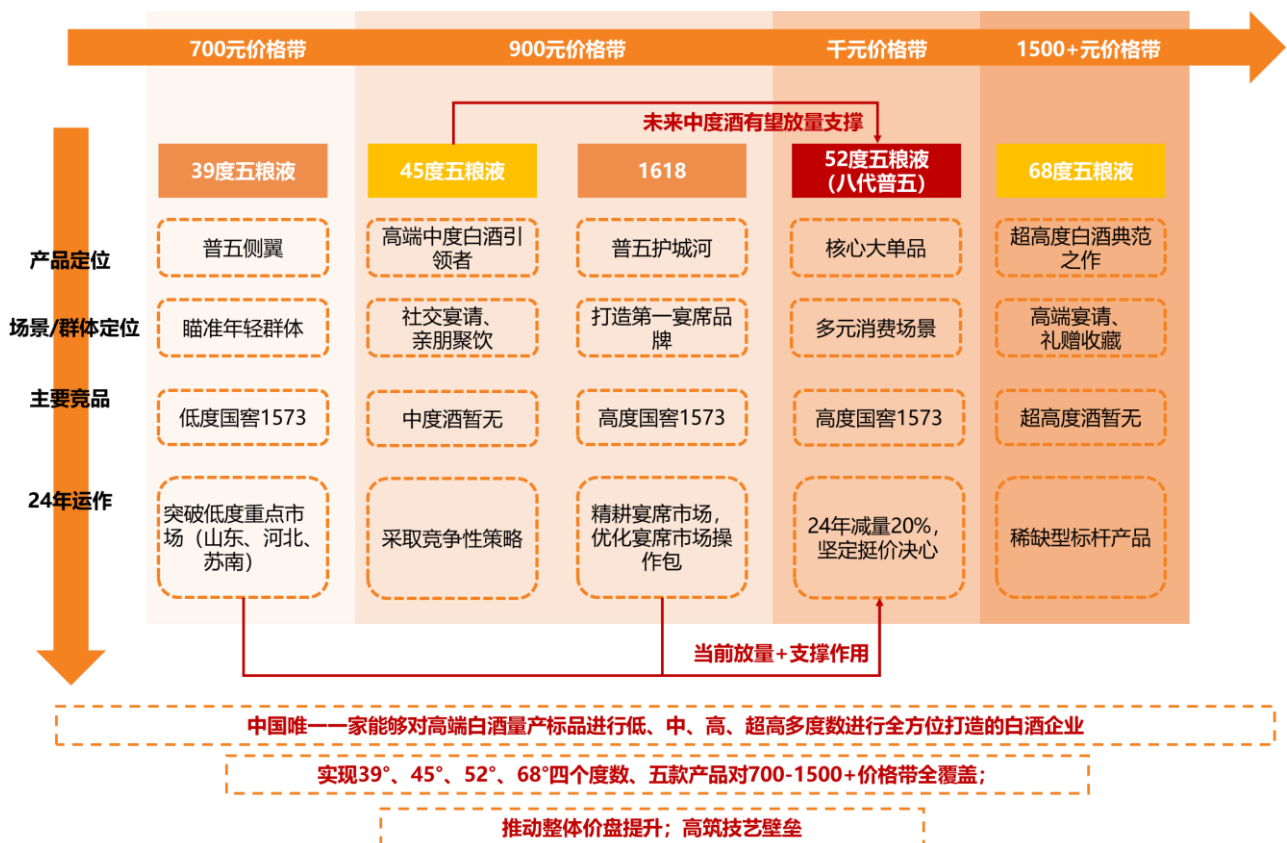 700元价格带
900元价格带
千元价格带
1500+元价格带
未来中度酒有望放量支撑
39度五粮液
45度五粮液
1618
52度五粮液
(八代普五)
68度五粮液
产品定位
普五侧翼
高端中度白酒引
领者
普五护城河
核心大单品
超高度白酒典范
之作
场景/群体定位
瞄准年轻群体
社交宴请、
亲朋聚饮
打造第一宴席品
牌
多元消费场景
高端宴请、
礼赠收藏
主要竞品
低度国窖1573
中度酒暂无
高度国窖1573
高度国窖1573
超高度酒暂无
24年运作
突破低度重点市
场（山东、河北、
苏南）
采取竞争性策略
精耕宴席市场，
优化宴席市场操
作包
24年减量20%，
坚定挺价决心
稀缺型标杆产品
当前放量+支撑作用
中国唯一一家能够对高端白酒量产标品进行低、中、高、超高多度数进行全方位打造的白酒企业
实现39°、45°、52°、68°四个度数、五款产品对700-1500+价格带全覆盖；
推动整体价盘提升；高筑技艺壁垒